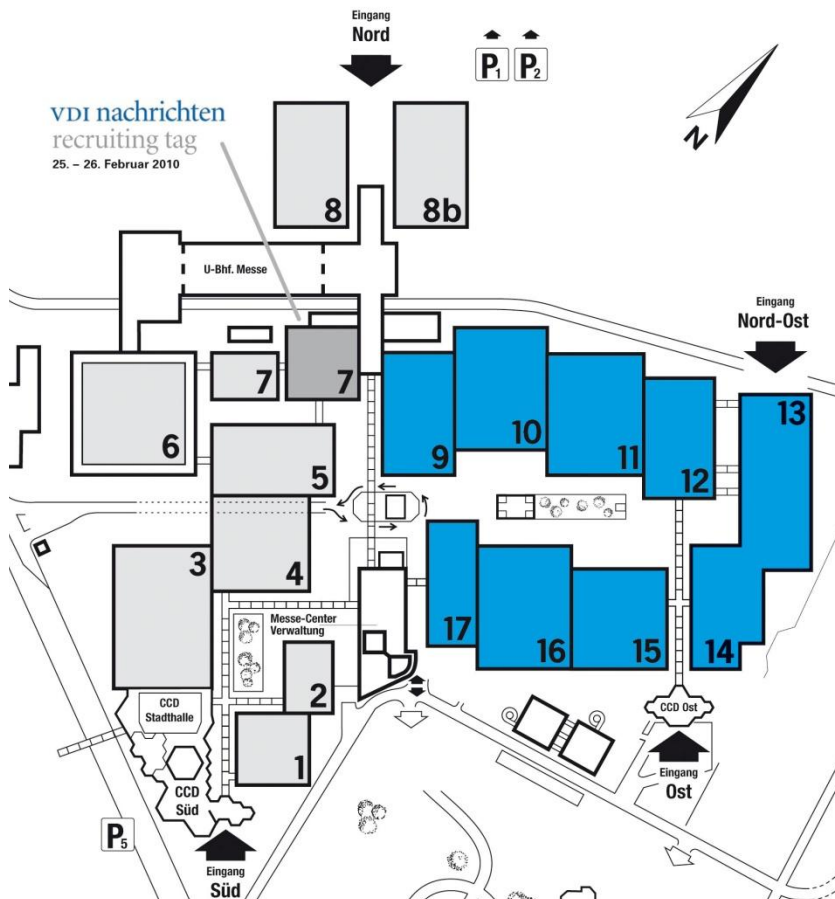 Eingang
Nord
P1 P2
VDI nachrichten
recruiting tag
25. – 26. Februar 2010
N
8
8b
U-Bhf. Messe
Eingang
Nord-Ost
7
7
6
5
9
10
11
12
13
3
4
Messe-Center
Verwaltung
17
16
15
14
2
CCD
Stadthalle
CCD Ost
1
CCD
Süd
P5
Eingang
Süd
Eingang
Ost